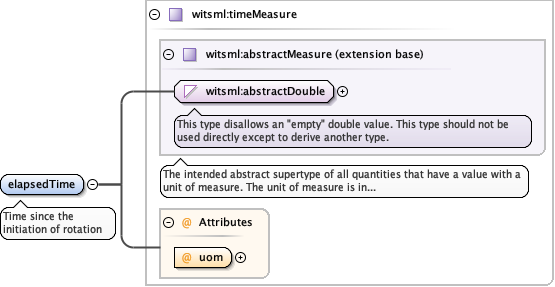 witsml:timeMeasure
witsml:abstractMeasure (extension base)
witsml:abstractDouble
This type disallows an "empty" double value. This type should not be
used directly except to derive another type.
The intended abstract supertype of all quantities that have a value with a
unit of measure. The unit of measure is in...
elapsedTime
Time since the
initiation of rotation
@ Attributes
@ uom